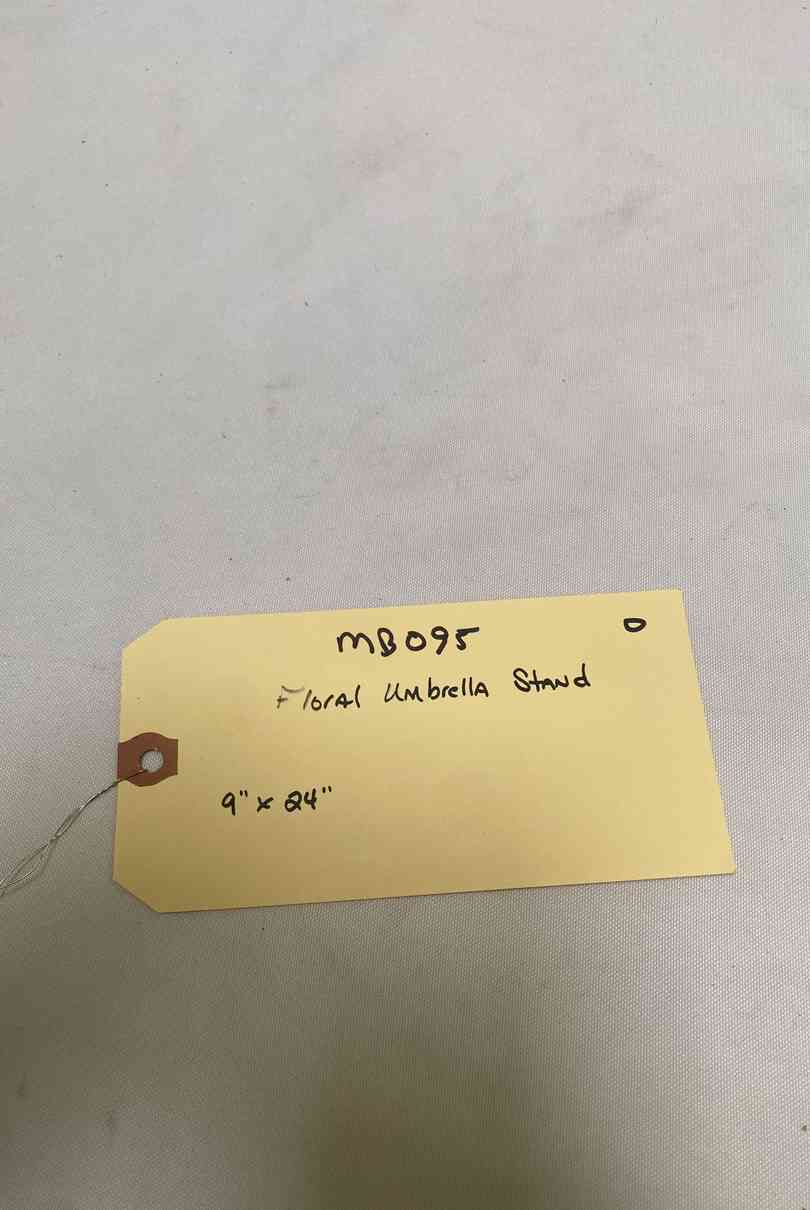 MB095
O
Floral Umbrella Stand
9" x 24"